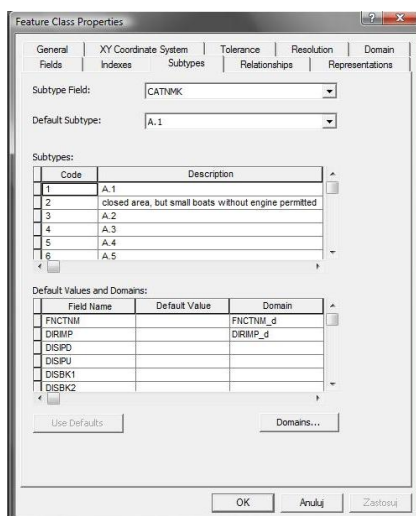 Feature Class Properties
General XY Coordinate System Tolerance Resolution Domain
Fields Indexes Subtypes Relationships Representations
Subtype Field: CATNMK
Default Subtype: A.1
Subtypes:
Code Description
1 A.1
2 closed area, but small boats without engine permitted
3 A.2
4 A.3
5 A.4
6 A.5
Default Values and Domains:
Field Name Default Value Domain
FNCTNM FNCTNM_d
DIRIMP DIRIMP_d
DISIPD
DISIPU
DISBK1
DISBK2
Use Defaults Domains...
OK Anuluj Zastosuj